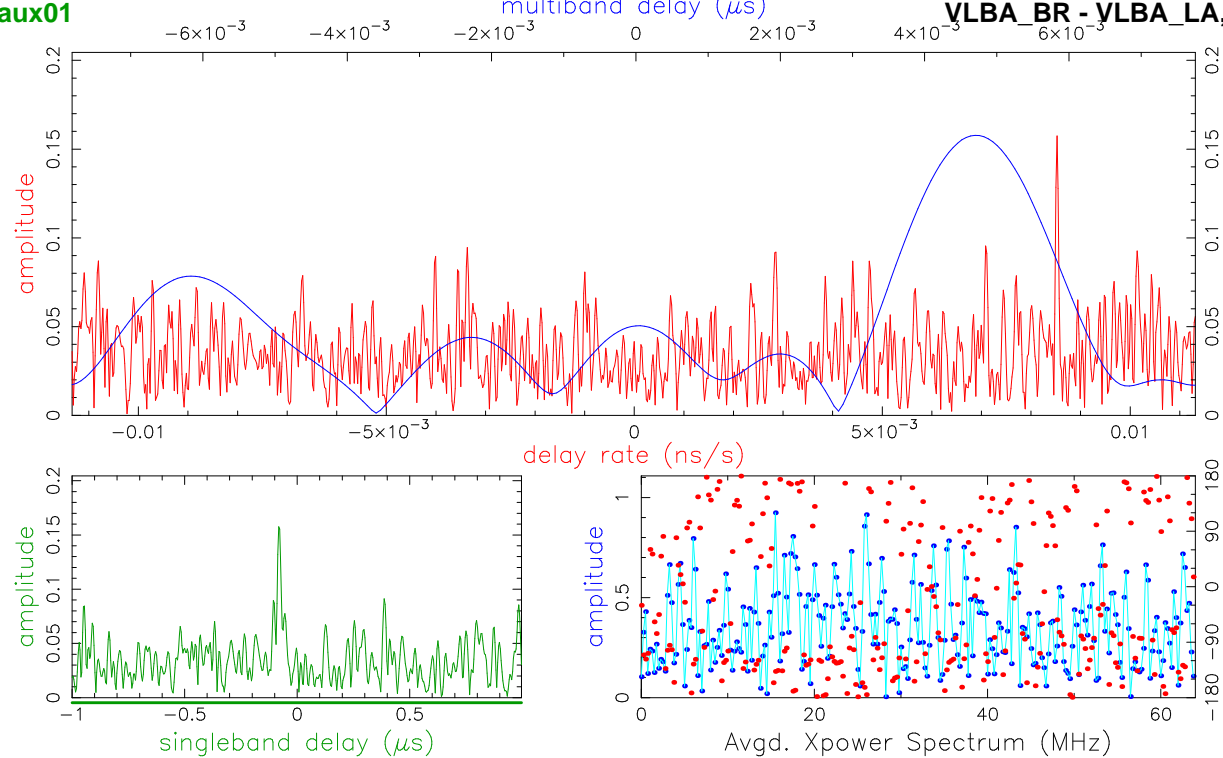 multiband delay (μs)
aux01
VLBA_BR - VLBA_LA,
−6×10⁻³ −4×10⁻³ −2×10⁻³ 0 2×10⁻³ 4×10⁻³ 6×10⁻³
0.2 0.2
0.15 0.15
amplitude
0.1 0.1
0.05 0.05
0 0
−0.01 −5×10⁻³ 0 5×10⁻³ 0.01
delay rate (ns/s)
0.2
0.15
amplitude
0.1
0.05
0
−1 −0.5 0 0.5
singleband delay (μs)
180
1
90
amplitude
0.5
0
−90
0
−180
0 20 40 60
Avgd. Xpower Spectrum (MHz)